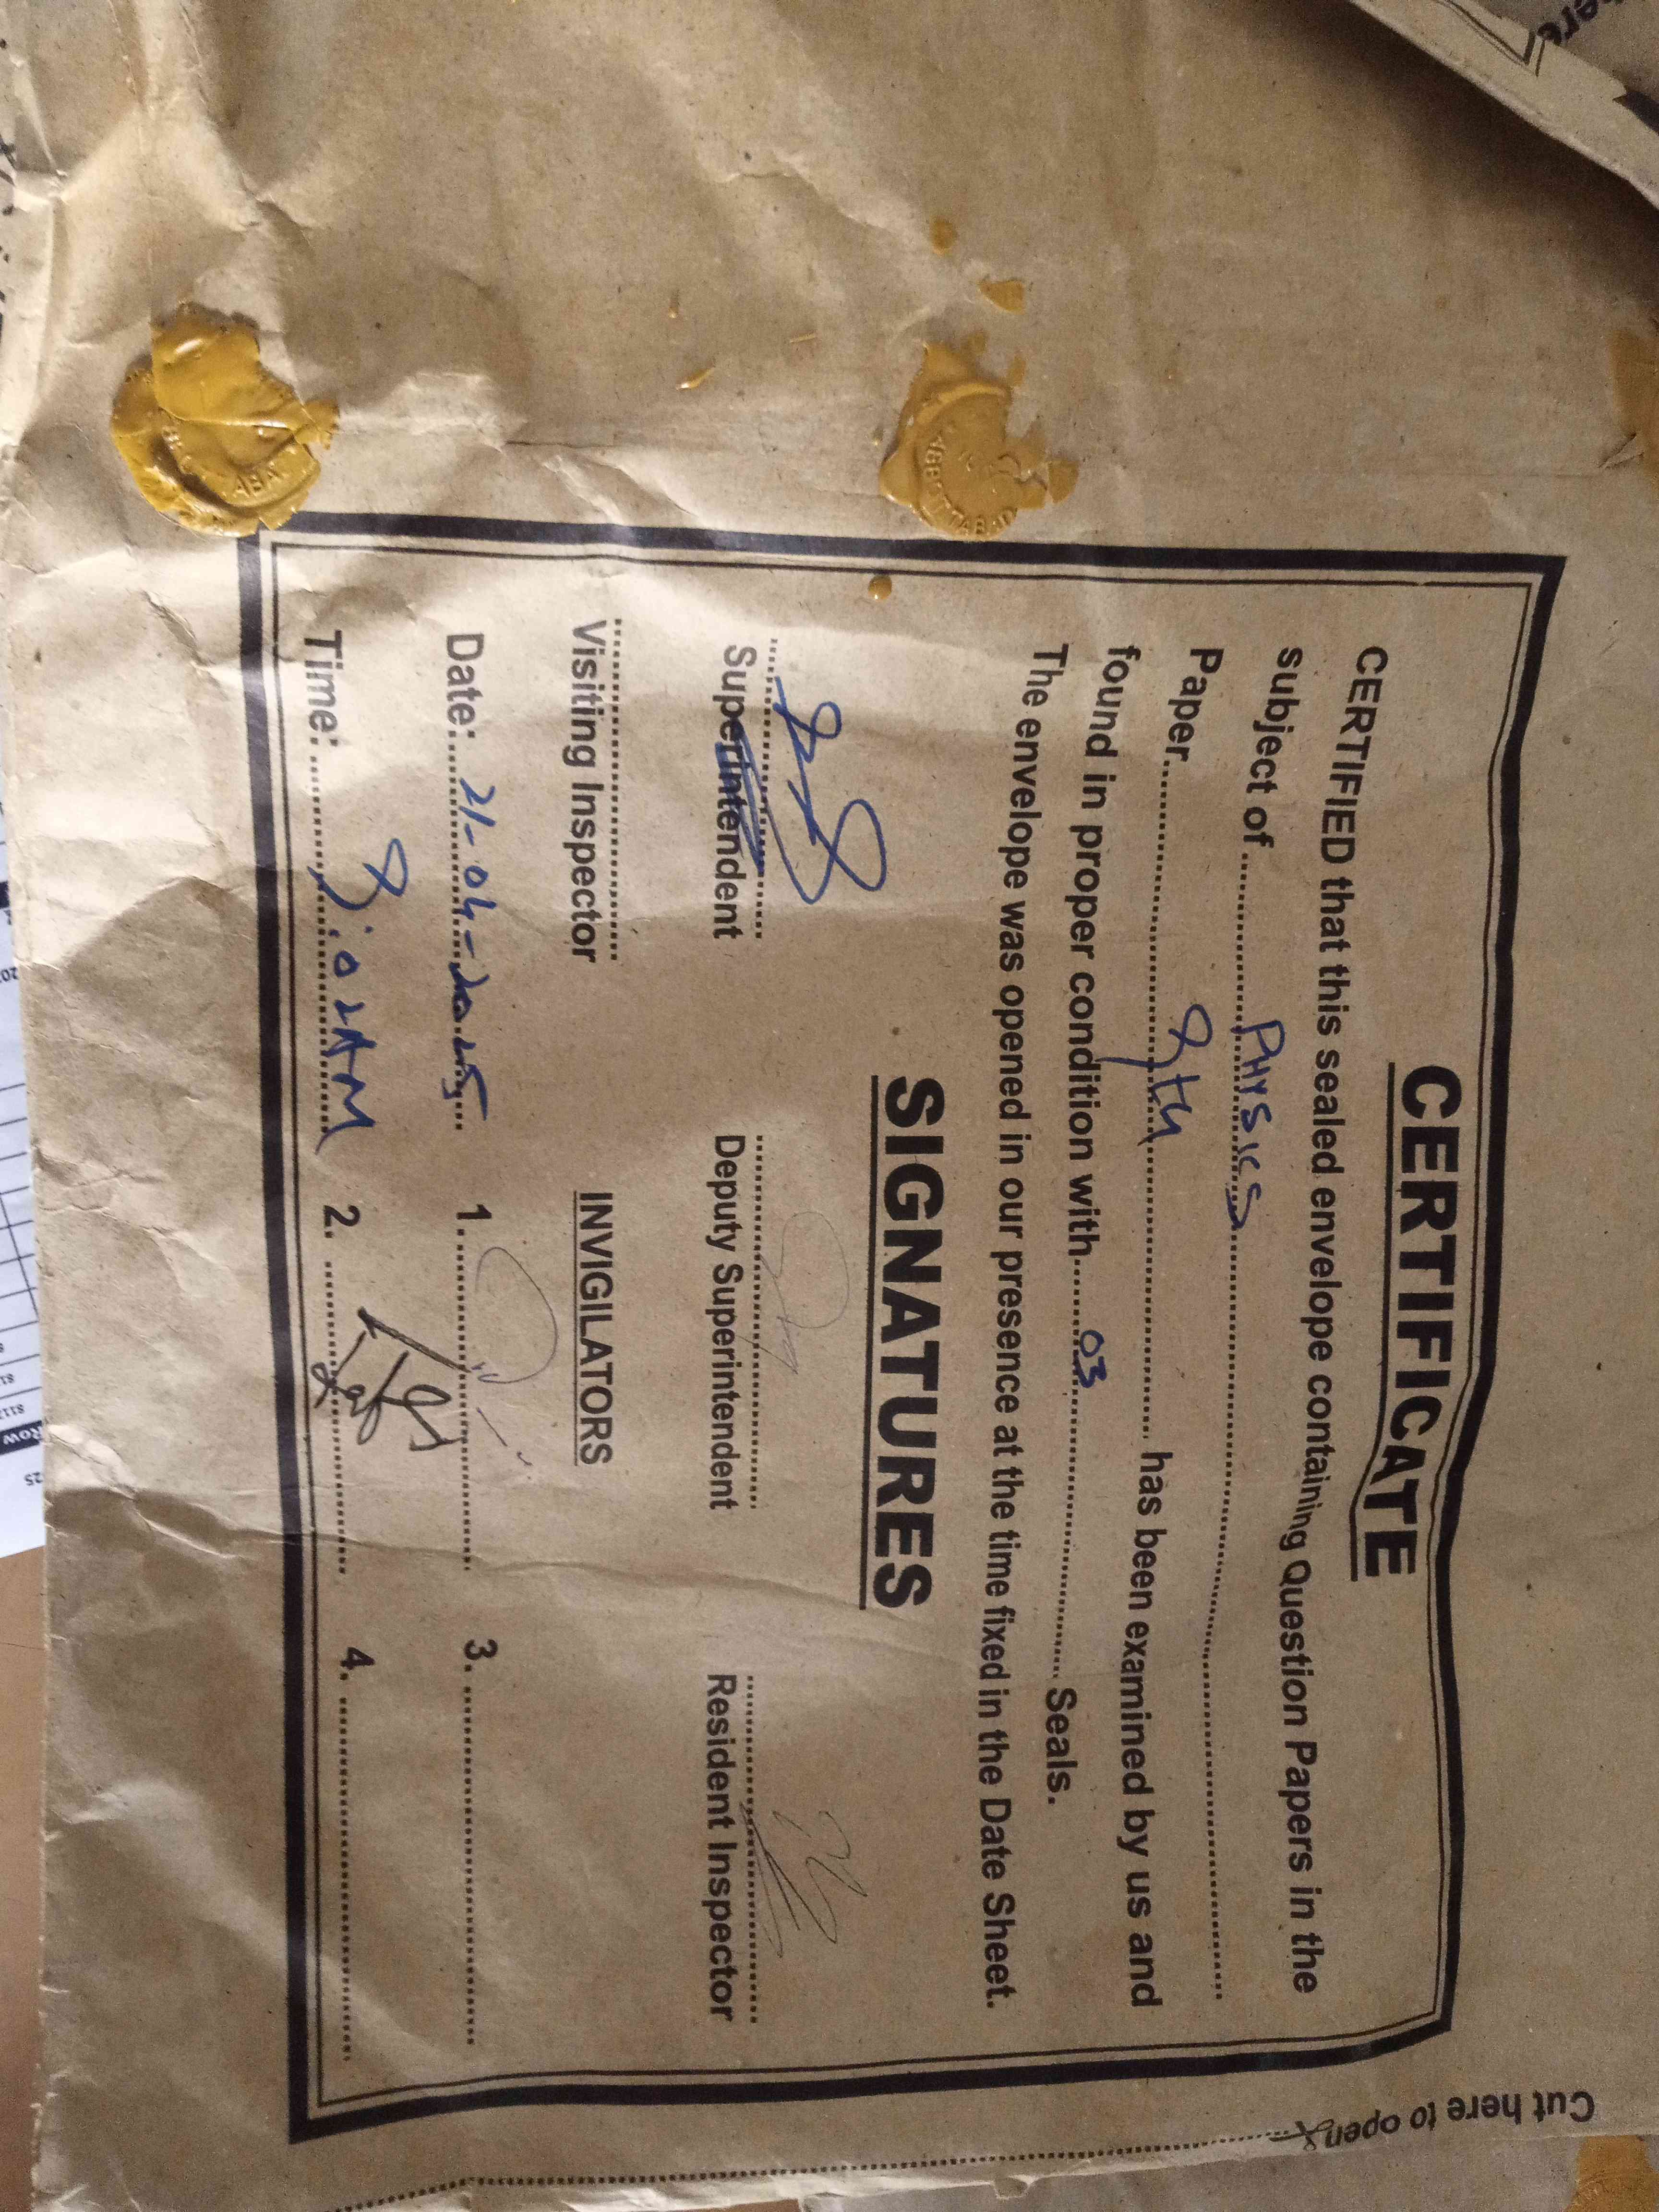 CERTIFICATE
CERTIFIED that this sealed envelope containing Question Papers in the
subject of ........ PHYSICS ........
Paper ........ 9th ........ has been examined by us and
found in proper condition with ........ 03 ........ Seals.
The envelope was opened in our presence at the time fixed in the Date Sheet.
SIGNATURES
Superintendent Deputy Superintendent Resident Inspector
Visiting Inspector INVIGILATORS
Date: 21-04-2025 1. ........ 3. ........
Time: 9:02AM 2. ........ 4. ........
Cut here to open
ABBOTTABAD
Row